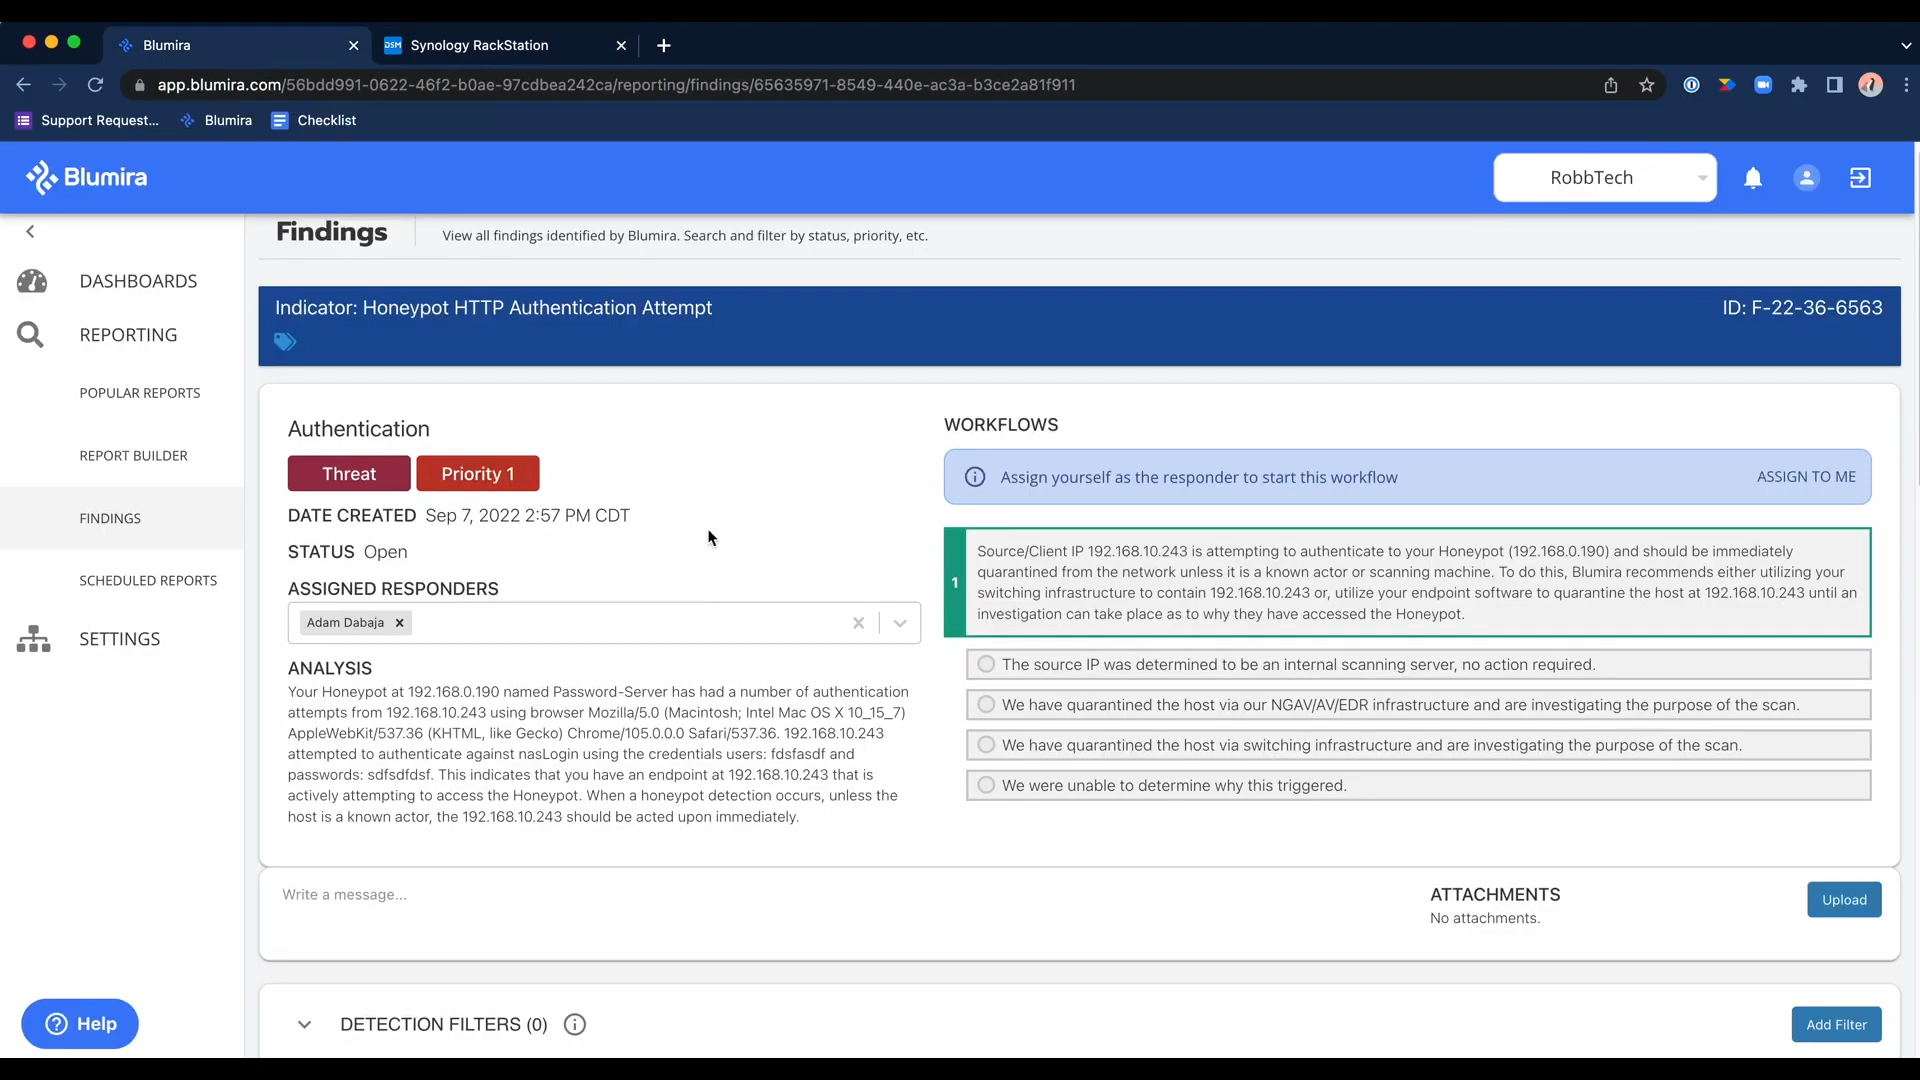 Blumira
DSM Synology RackStation
app.blumira.com/56bdd991-0622-46f2-b0ae-97cdbea242ca/reporting/findings/65635971-8549-440e-ac3a-b3ce2a81f911
Support Request...
Blumira
Checklist
Blumira
RobbTech
Findings
View all findings identified by Blumira. Search and filter by status, priority, etc.
DASHBOARDS
REPORTING
POPULAR REPORTS
REPORT BUILDER
FINDINGS
SCHEDULED REPORTS
SETTINGS
Help
Indicator: Honeypot HTTP Authentication Attempt
ID: F-22-36-6563
Authentication
Threat
Priority 1
DATE CREATED Sep 7, 2022 2:57 PM CDT
STATUS Open
ASSIGNED RESPONDERS
Adam Dabaja
ANALYSIS
Your Honeypot at 192.168.0.190 named Password-Server has had a number of authentication
attempts from 192.168.10.243 using browser Mozilla/5.0 (Macintosh; Intel Mac OS X 10_15_7)
AppleWebKit/537.36 (KHTML, like Gecko) Chrome/105.0.0.0 Safari/537.36. 192.168.10.243
attempted to authenticate against nasLogin using the credentials users: fdsfasdf and
passwords: sdfsdfdsf. This indicates that you have an endpoint at 192.168.10.243 that is
actively attempting to access the Honeypot. When a honeypot detection occurs, unless the
host is a known actor, the 192.168.10.243 should be acted upon immediately.
WORKFLOWS
Assign yourself as the responder to start this workflow
ASSIGN TO ME
1
Source/Client IP 192.168.10.243 is attempting to authenticate to your Honeypot (192.168.0.190) and should be immediately
quarantined from the network unless it is a known actor or scanning machine. To do this, Blumira recommends either utilizing your
switching infrastructure to contain 192.168.10.243 or, utilize your endpoint software to quarantine the host at 192.168.10.243 until an
investigation can take place as to why they have accessed the Honeypot.
The source IP was determined to be an internal scanning server, no action required.
We have quarantined the host via our NGAV/AV/EDR infrastructure and are investigating the purpose of the scan.
We have quarantined the host via switching infrastructure and are investigating the purpose of the scan.
We were unable to determine why this triggered.
Write a message...
ATTACHMENTS
No attachments.
Upload
DETECTION FILTERS (0)
Add Filter